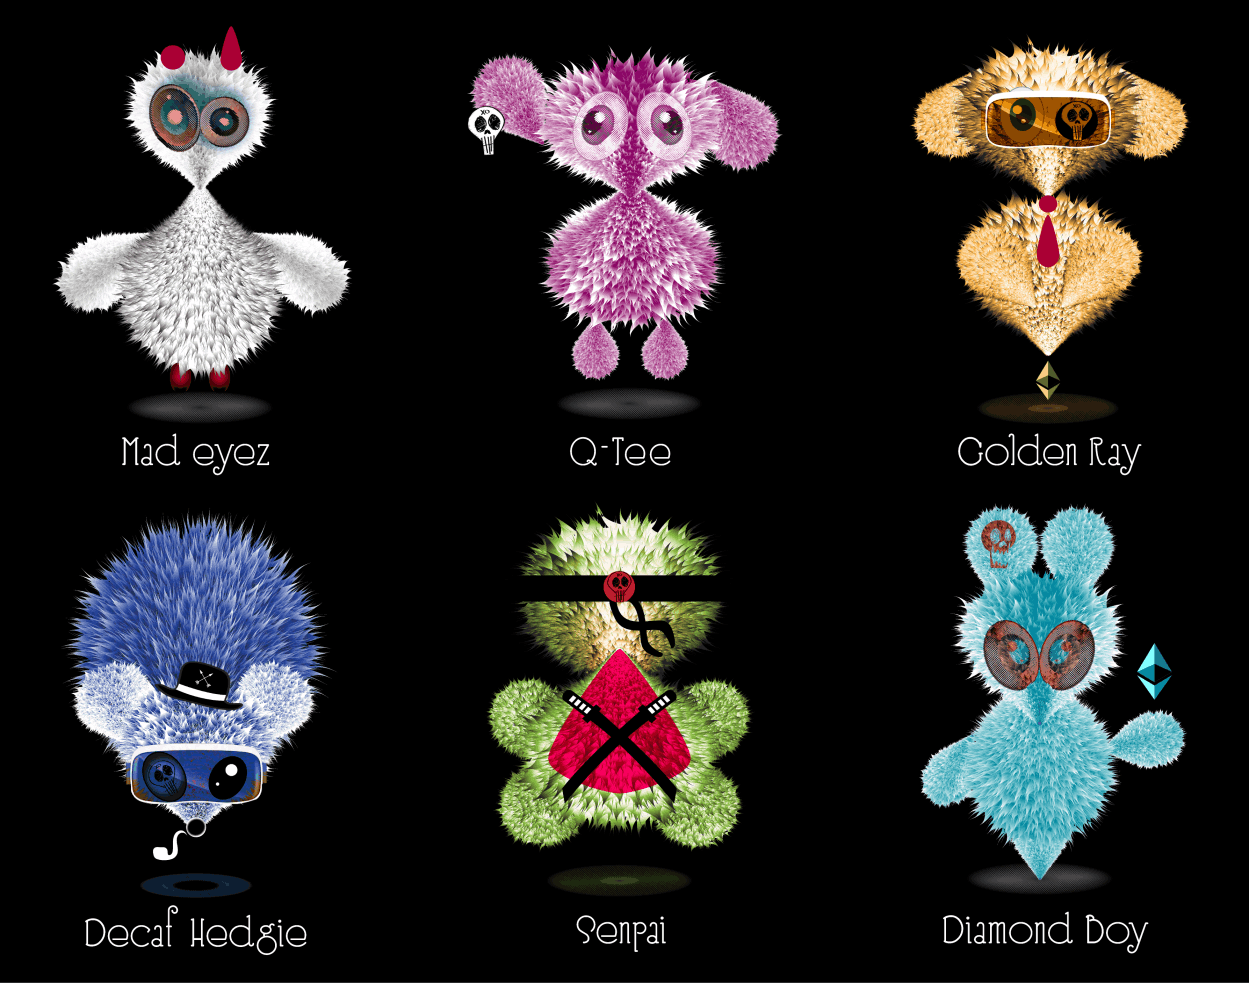 Mad eyez
Q-Tee
Golden Ray
Decaf Hedgie
Senpai
Diamond Boy